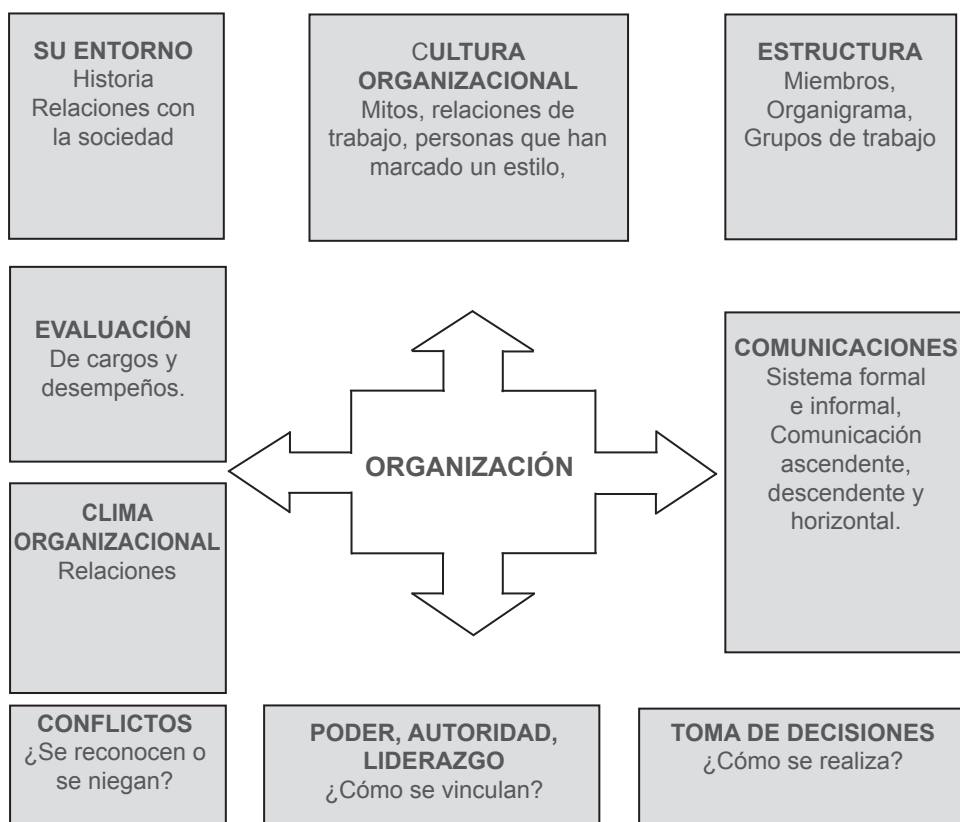 SU ENTORNO
Historia
Relaciones con
la sociedad
CULTURA
ORGANIZACIONAL
Mitos, relaciones de
trabajo, personas que han
marcado un estilo,
ESTRUCTURA
Miembros,
Organigrama,
Grupos de trabajo
EVALUACIÓN
De cargos y
desempeños.
ORGANIZACIÓN
COMUNICACIONES
Sistema formal
e informal,
Comunicación
ascendente,
descendente y
horizontal.
CLIMA
ORGANIZACIONAL
Relaciones
CONFLICTOS
¿Se reconocen o
se niegan?
PODER, AUTORIDAD,
LIDERAZGO
¿Cómo se vinculan?
TOMA DE DECISIONES
¿Cómo se realiza?